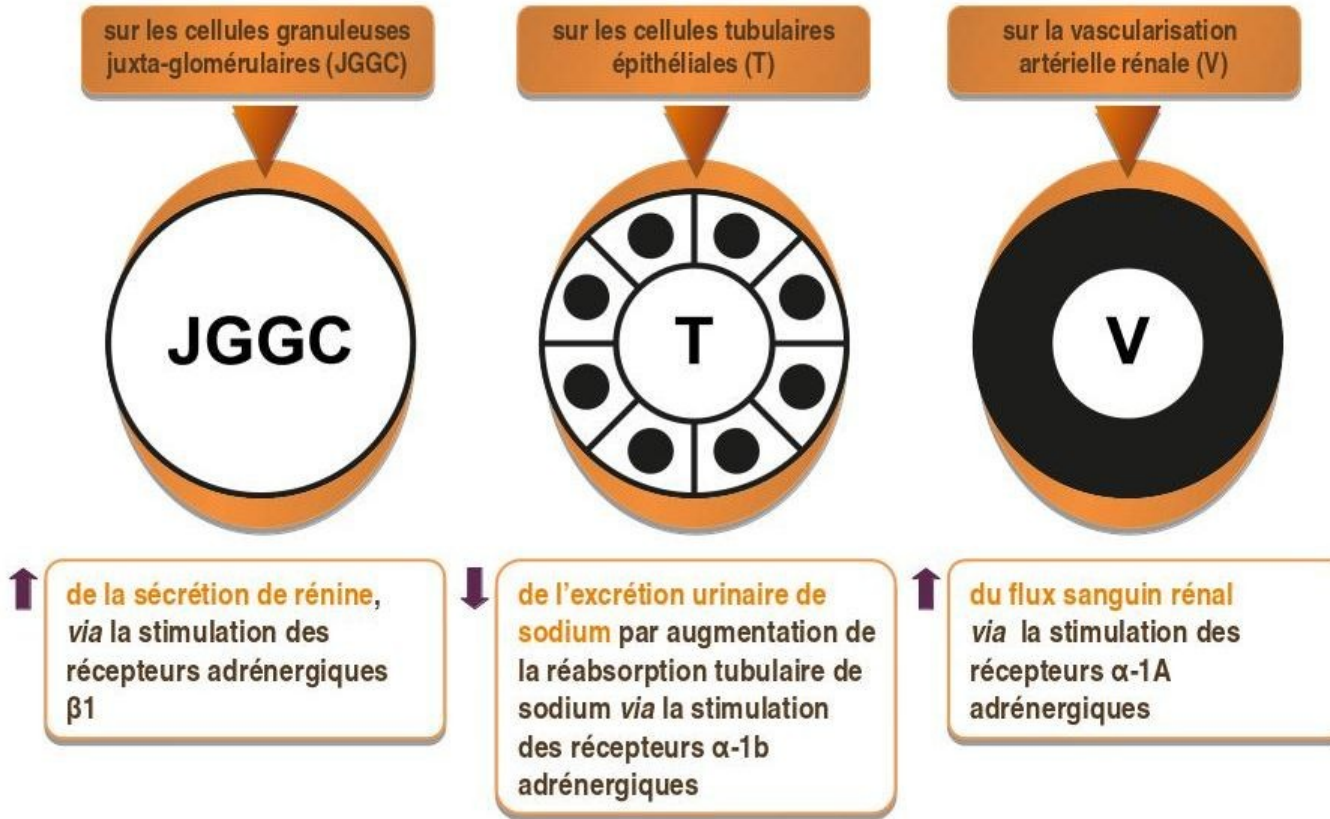 sur les cellules granuleuses
juxta-glomérulaires (JGGC)
sur les cellules tubulaires
épithéliales (T)
sur la vascularisation
artérielle rénale (V)
JGGC
T
V
de la sécrétion de rénine,
via la stimulation des
récepteurs adrénergiques
β1
de l’excrétion urinaire de
sodium par augmentation de
la réabsorption tubulaire de
sodium via la stimulation
des récepteurs α-1b
adrénergiques
du flux sanguin rénal
via la stimulation des
récepteurs α-1A
adrénergiques